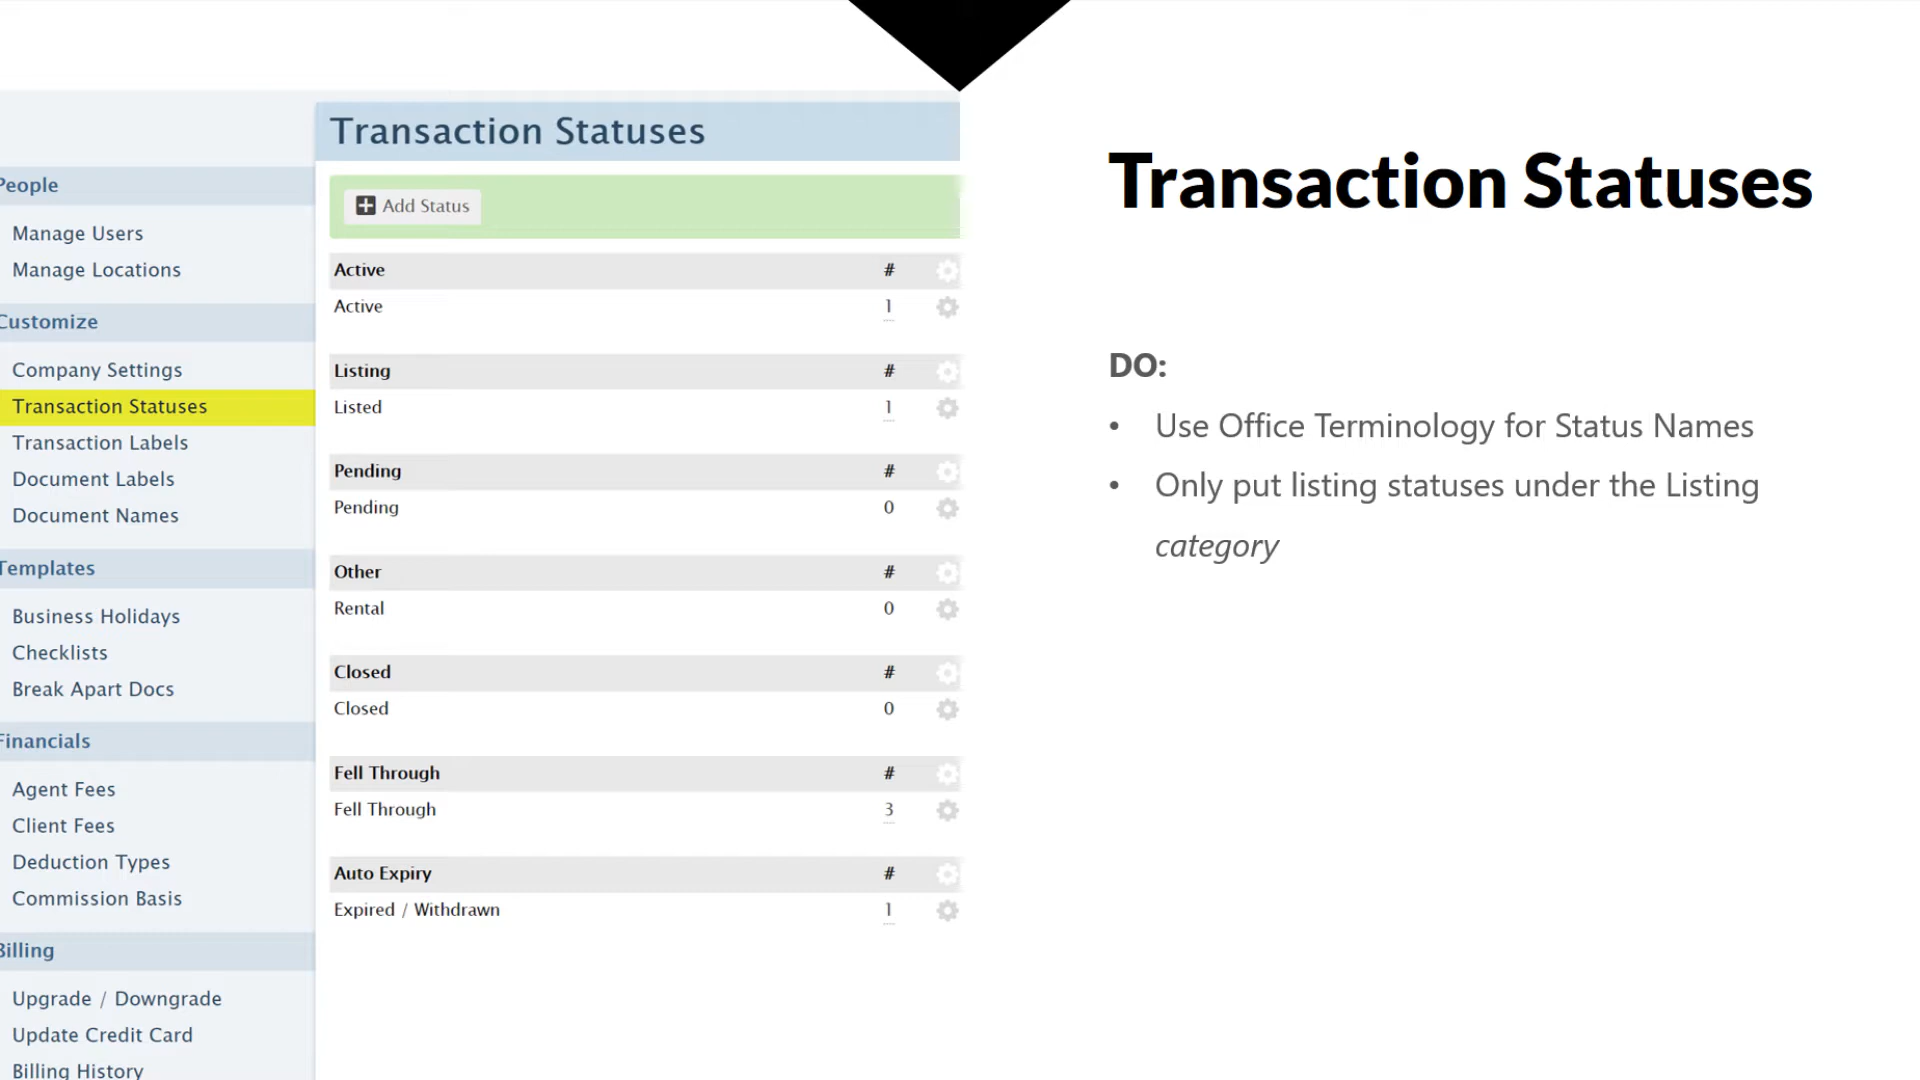 People
Manage Users
Manage Locations
Customize
Company Settings
Transaction Statuses
Transaction Labels
Document Labels
Document Names
Templates
Business Holidays
Checklists
Break Apart Docs
Financials
Agent Fees
Client Fees
Deduction Types
Commission Basis
Billing
Upgrade / Downgrade
Update Credit Card
Billing History
Transaction Statuses
Add Status
Active #
Active 1
Listing #
Listed 1
Pending #
Pending 0
Other #
Rental 0
Closed #
Closed 0
Fell Through #
Fell Through 3
Auto Expiry #
Expired / Withdrawn 1
Transaction Statuses
DO:
• Use Office Terminology for Status Names
• Only put listing statuses under the Listing
category